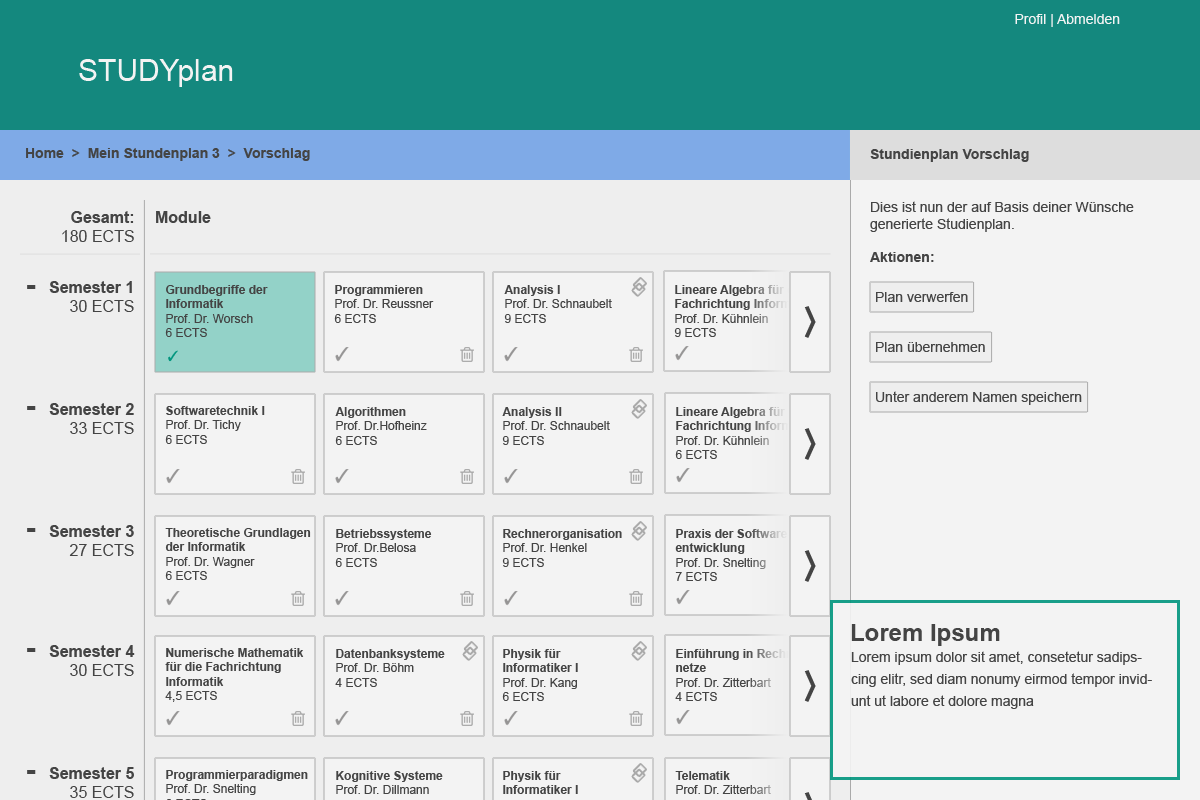 Profil | Abmelden
STUDYplan
Home > Mein Stundenplan 3 > Vorschlag
Stundienplan Vorschlag
Gesamt:
180 ECTS
Module
Dies ist nun der auf Basis deiner Wünsche
generierte Studienplan.
Aktionen:
Plan verwerfen
Plan übernehmen
Unter anderem Namen speichern
- Semester 1
30 ECTS
Grundbegriffe der
Informatik
Prof. Dr. Worsch
6 ECTS
Programmieren
Prof. Dr. Reussner
6 ECTS
Analysis I
Prof. Dr. Schnaubelt
9 ECTS
Lineare Algebra für
Fachrichtung Infor
Prof. Dr. Kühnlein
9 ECTS
- Semester 2
33 ECTS
Softwaretechnik I
Prof. Dr. Tichy
6 ECTS
Algorithmen
Prof. Dr.Hofheinz
6 ECTS
Analysis II
Prof. Dr. Schnaubelt
9 ECTS
Lineare Algebra für
Fachrichtung Infor
Prof. Dr. Kühnlein
6 ECTS
- Semester 3
27 ECTS
Theoretische Grundlagen
der Informatik
Prof. Dr. Wagner
6 ECTS
Betriebssysteme
Prof. Dr.Belosa
6 ECTS
Rechnerorganisation
Prof. Dr. Henkel
9 ECTS
Praxis der Software
entwicklung
Prof. Dr. Snelting
7 ECTS
- Semester 4
30 ECTS
Numerische Mathematik
für die Fachrichtung
Informatik
4,5 ECTS
Datenbanksysteme
Prof. Dr. Böhm
4 ECTS
Physik für
Informatiker I
Prof. Dr. Kang
6 ECTS
Einführung in Rech
netze
Prof. Dr. Zitterbart
4 ECTS
- Semester 5
35 ECTS
Programmierparadigmen
Prof. Dr. Snelting
Kognitive Systeme
Prof. Dr. Dillmann
Physik für
Informatiker I
Telematik
Prof. Dr. Zitterbart
Lorem Ipsum
Lorem ipsum dolor sit amet, consetetur sadips-
cing elitr, sed diam nonumy eirmod tempor invid-
unt ut labore et dolore magna